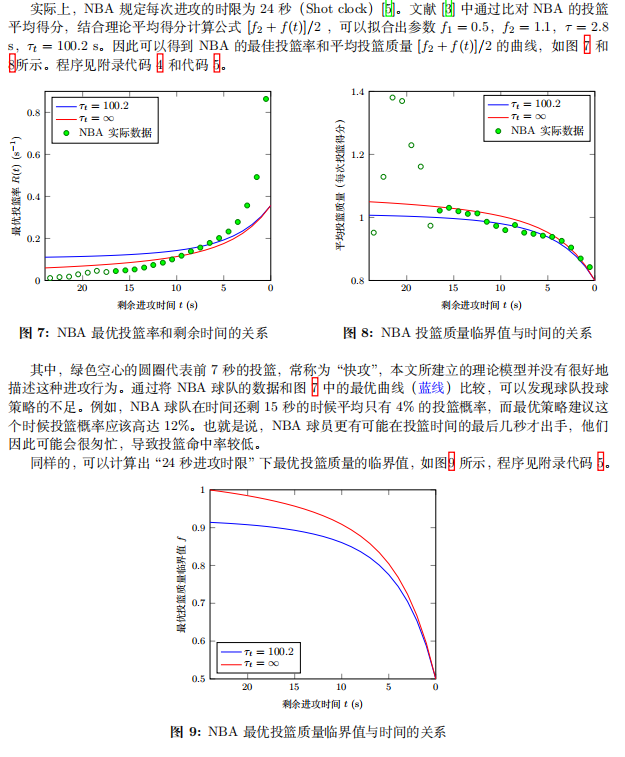 实际上，NBA 规定每次进攻的时限为 24 秒（Shot clock）[5]。文献 [3] 中通过比对 NBA 的投篮
平均得分，结合理论平均得分计算公式 [f₂ + f(t)]/2 ，可以拟合出参数 f₁ = 0.5，f₂ = 1.1，τ = 2.8
s，τₜ = 100.2 s。因此可以得到 NBA 的最佳投篮率和平均投篮质量 [f₂ + f(t)]/2 的曲线，如图 7 和
8所示。程序见附录代码 4 和代码 5。
最优投篮率 R(t) (s⁻¹)
0.8
0.6
0.4
0.2
0
τₜ = 100.2
τₜ = ∞
NBA 实际数据
20 15 10 5 0
剩余进攻时间 t (s)
图 7: NBA 最优投篮率和剩余时间的关系
平均投篮质量（每次投篮得分）
1.4
1.2
1
0.8
τₜ = 100.2
τₜ = ∞
NBA 实际数据
20 15 10 5 0
剩余进攻时间 t (s)
图 8: NBA 投篮质量临界值与时间的关系
其中，绿色空心的圆圈代表前 7 秒的投篮，常称为“快攻”，本文所建立的理论模型并没有很好地
描述这种进攻行为。通过将 NBA 球队的数据和图 7 中的最优曲线（蓝线）比较，可以发现球队投球
策略的不足。例如，NBA 球队在时间还剩 15 秒的时候平均只有 4% 的投篮概率，而最优策略建议这
个时候投篮概率应该高达 12%。也就是说，NBA 球员更有可能在投篮时间的最后几秒才出手，他们
因此可能会很匆忙，导致投篮命中率较低。
同样的，可以计算出“24 秒进攻时限”下最优投篮质量的临界值，如图9 所示，程序见附录代码 5。
最优投篮质量临界值 f
1
0.9
0.8
0.7
0.6
0.5
τₜ = 100.2
τₜ = ∞
20 15 10 5 0
剩余进攻时间 t (s)
图 9: NBA 最优投篮质量临界值与时间的关系